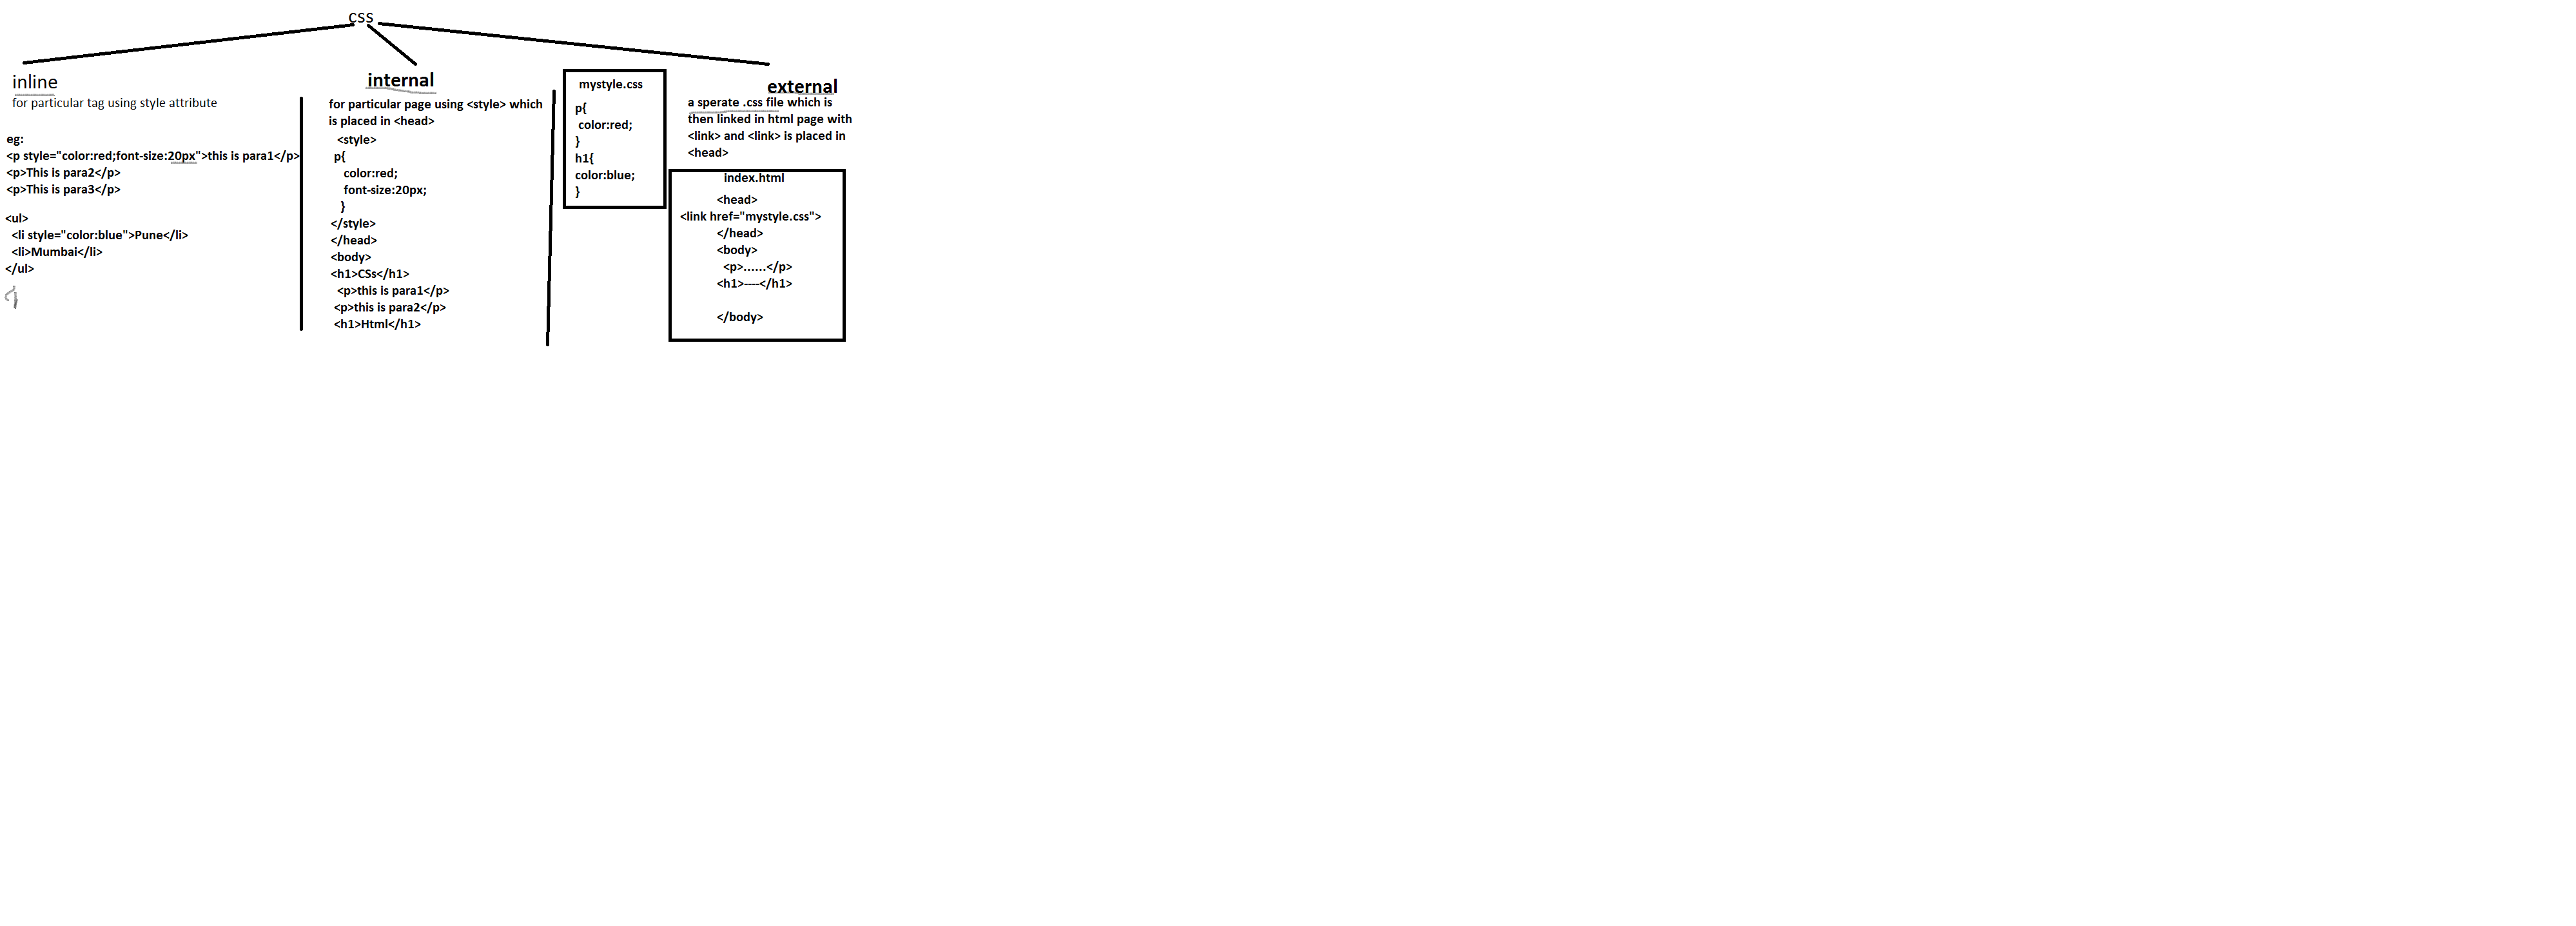 css
inline
for particular tag using style attribute
eg:
<p style="color:red;font-size:20px">this is para1</p>
<p>This is para2</p>
<p>This is para3</p>
<ul>
<li style="color:blue">Pune</li>
<li>Mumbai</li>
</ul>
internal
for particular page using <style> which
is placed in <head>
<style>
p{
color:red;
font-size:20px;
}
</style>
</head>
<body>
<h1>CSs</h1>
<p>this is para1</p>
<p>this is para2</p>
<h1>Html</h1>
mystyle.css
p{
color:red;
}
h1{
color:blue;
}
external
a sperate .css file which is
then linked in html page with
<link> and <link> is placed in
<head>
index.html
<head>
<link href="mystyle.css">
</head>
<body>
<p>......</p>
<h1>----</h1>
</body>